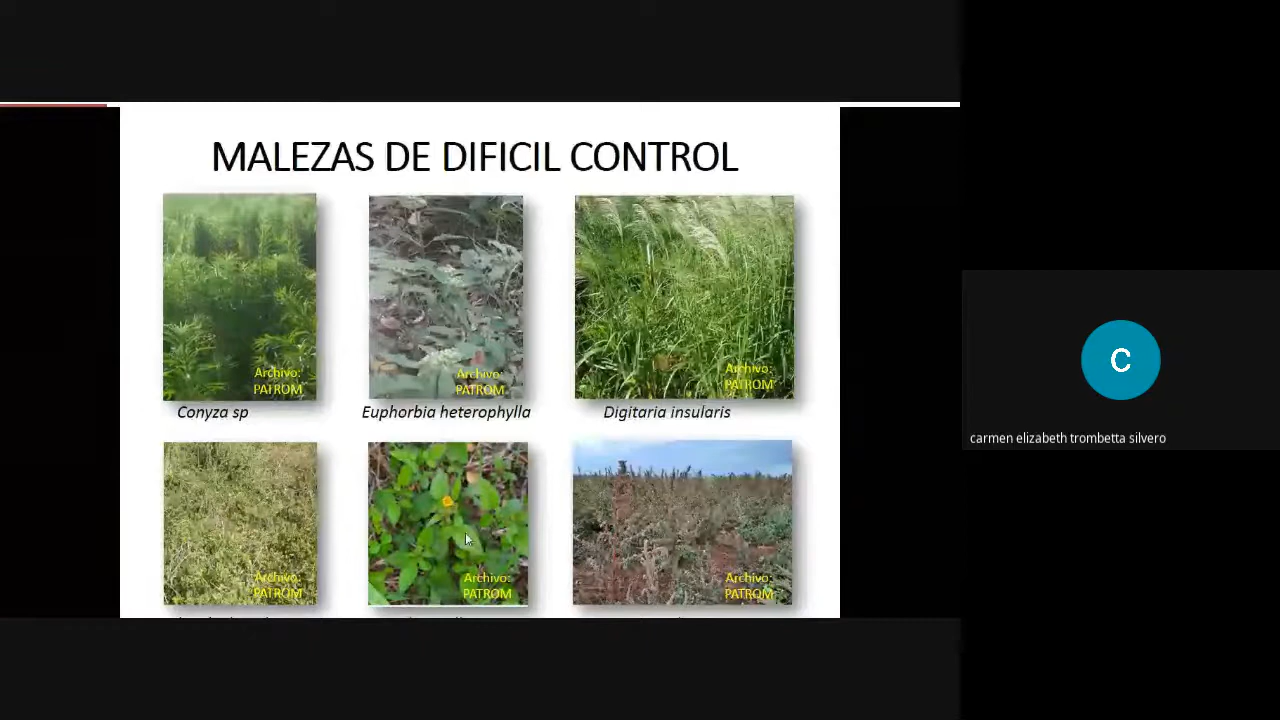 MALEZAS DE DIFICIL CONTROL
Archivo:
PATROM
Archivo:
PATROM
Archivo:
PATROM
Conyza sp
Euphorbia heterophylla
Digitaria insularis
Archivo:
PATROM
Archivo:
PATROM
Archivo:
PATROM
C
carmen elizabeth trombetta silvero